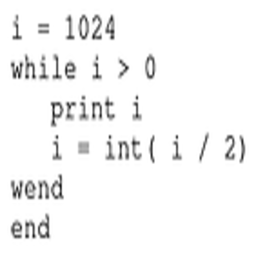 i = 1024
while i > 0
   print i
   i = int( i / 2)
wend
end